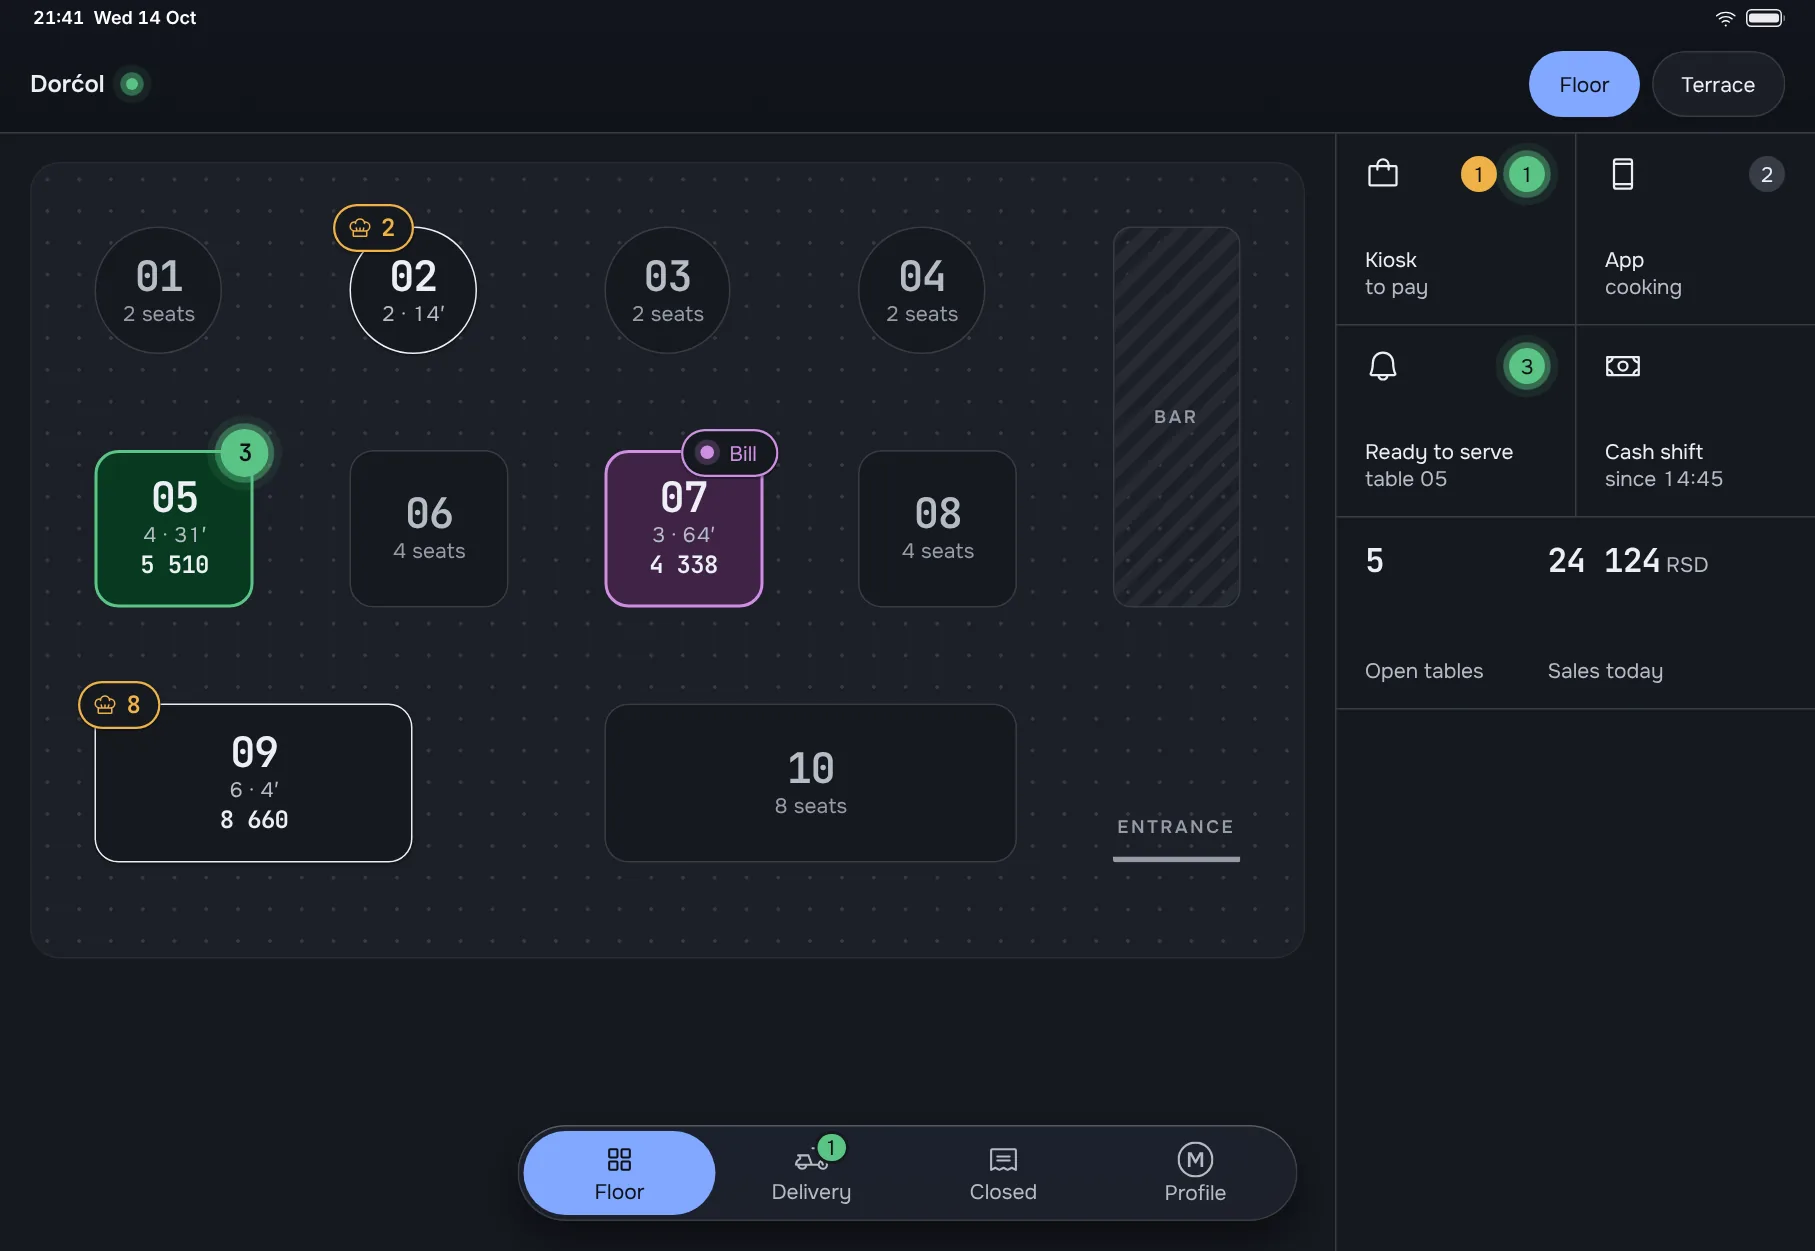 21:41 Wed 14 Oct
Dorćol
Floor
Terrace
01
2 seats
2
02
2 · 14′
03
2 seats
04
2 seats
BAR
3
05
4 · 31′
5 510
06
4 seats
Bill
07
3 · 64′
4 338
08
4 seats
8
09
6 · 4′
8 660
10
8 seats
ENTRANCE
1
1
Kiosk
to pay
2
App
cooking
3
Ready to serve
table 05
Cash shift
since 14:45
5
Open tables
24 124 RSD
Sales today
Floor
1
Delivery
Closed
M
Profile